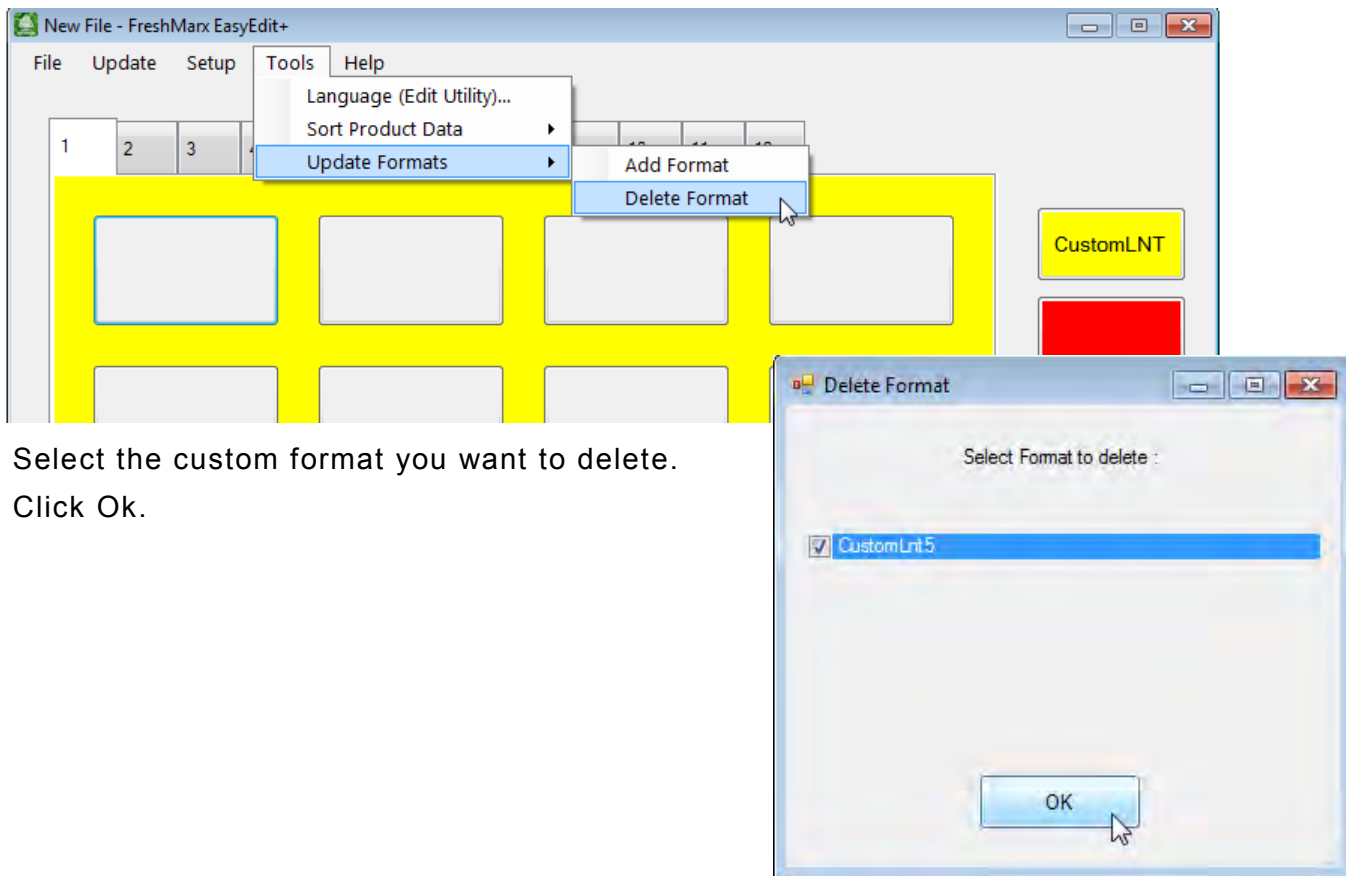 New File - FreshMarx EasyEdit+
File Update Setup Tools Help
Language (Edit Utility)...
Sort Product Data
Update Formats
Add Format
Delete Format
1 2 3
CustomLNT
Delete Format
Select Format to delete :
CustomLnt5
OK
Select the custom format you want to delete.
Click Ok.